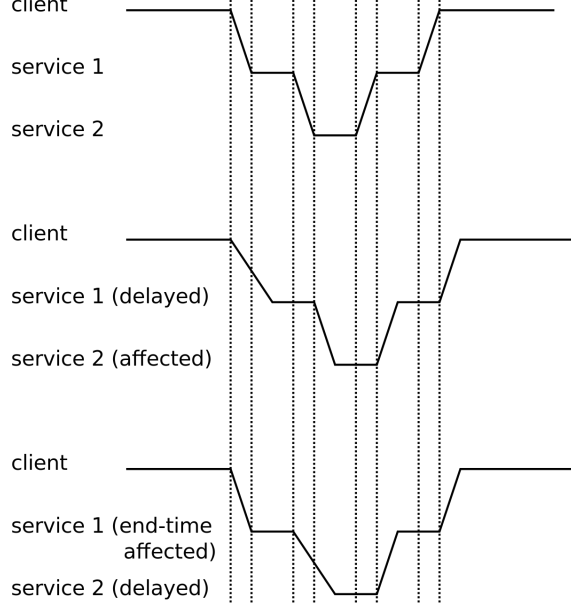 client
service 1
service 2
client
service 1 (delayed)
service 2 (affected)
client
service 1 (end-time
affected)
service 2 (delayed)